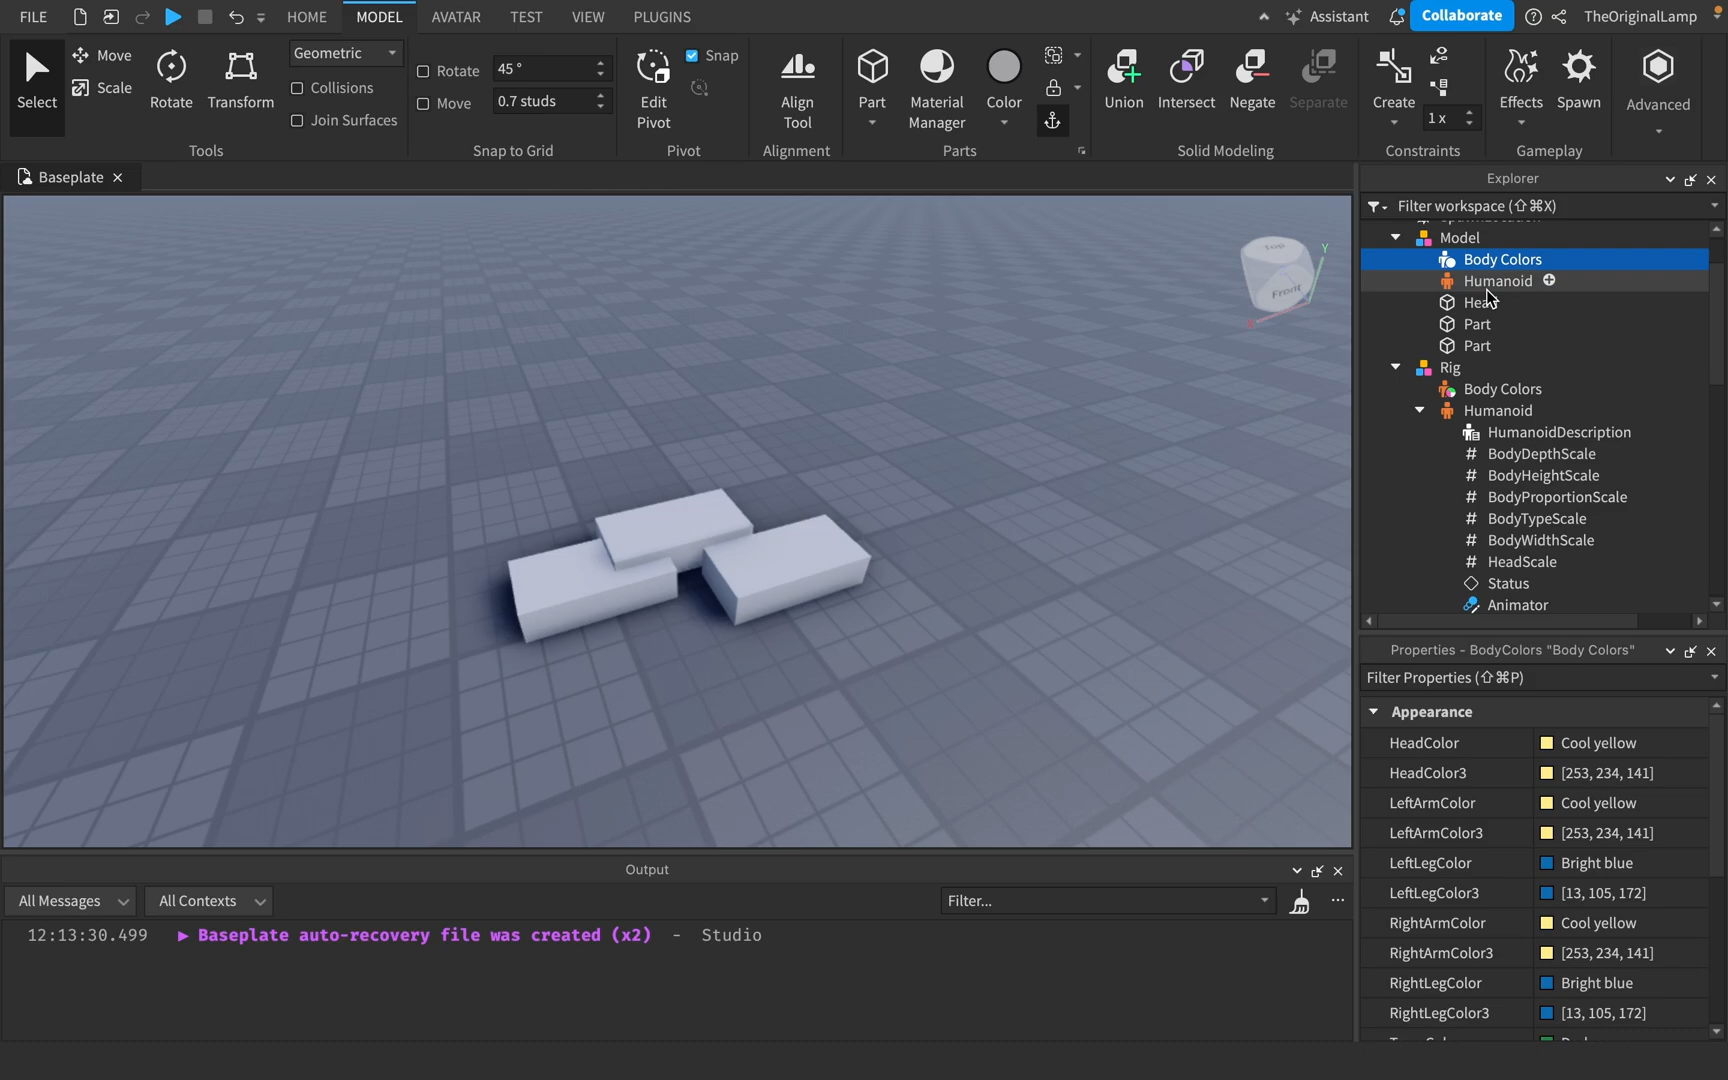 FILE HOME MODEL AVATAR TEST VIEW PLUGINS Assistant Collaborate TheOriginalLamp
Select Move Scale Rotate Transform Geometric Collisions Join Surfaces
Tools
Rotate 45 °
Move 0.7 studs
Snap to Grid
Edit Pivot Snap
Pivot
Align Tool
Alignment
Part Material Manager Color
Parts
Union Intersect Negate Separate
Solid Modeling
Create 1 x
Constraints
Effects Spawn
Gameplay
Advanced
Baseplate
top
Front
Y
X
Explorer
Filter workspace (⇧⌘X)
Model
Body Colors
Humanoid
Head
Part
Part
Rig
Body Colors
Humanoid
HumanoidDescription
BodyDepthScale
BodyHeightScale
BodyProportionScale
BodyTypeScale
BodyWidthScale
HeadScale
Status
Animator
Properties - BodyColors "Body Colors"
Filter Properties (⇧⌘P)
Appearance
HeadColor Cool yellow
HeadColor3 [253, 234, 141]
LeftArmColor Cool yellow
LeftArmColor3 [253, 234, 141]
LeftLegColor Bright blue
LeftLegColor3 [13, 105, 172]
RightArmColor Cool yellow
RightArmColor3 [253, 234, 141]
RightLegColor Bright blue
RightLegColor3 [13, 105, 172]
Output
All Messages All Contexts Filter...
12:13:30.499 ▶ Baseplate auto-recovery file was created (x2) - Studio